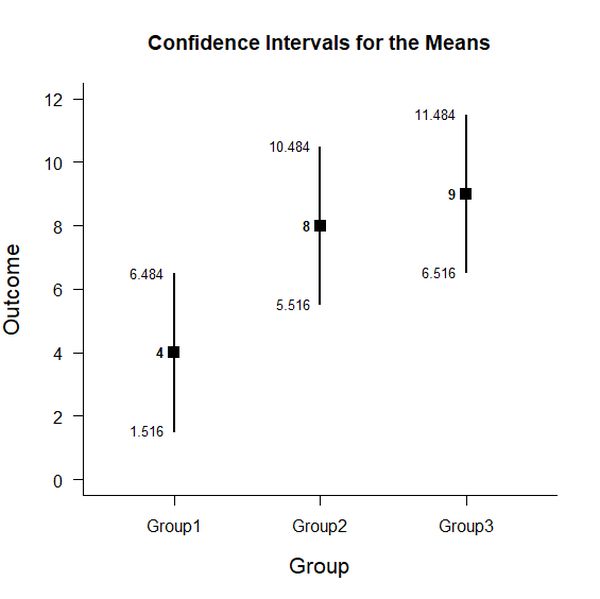 Confidence Intervals for the Means
12
10
8
6
4
2
0
Outcome
6.484
4
1.516
10.484
8
5.516
11.484
9
6.516
Group1
Group2
Group3
Group